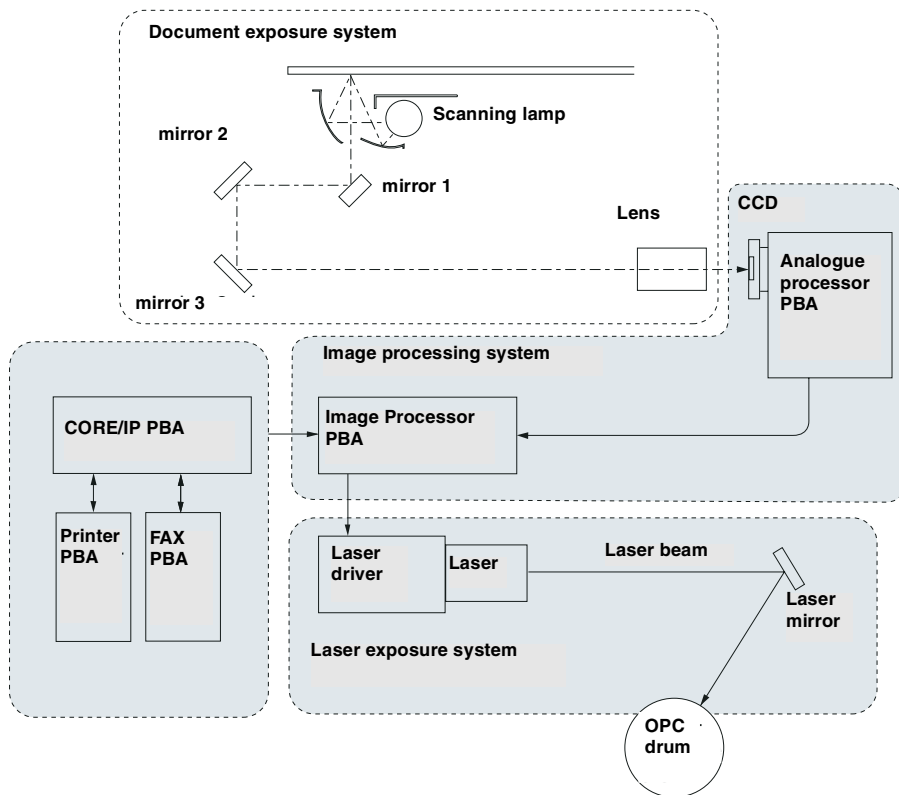 Document exposure system
Scanning lamp
mirror 2
mirror 1
Lens
mirror 3
CCD
Analogue
processor
PBA
Image processing system
CORE/IP PBA
Image Processor
PBA
Printer
PBA
FAX
PBA
Laser
driver
Laser
Laser beam
Laser
mirror
Laser exposure system
OPC
drum